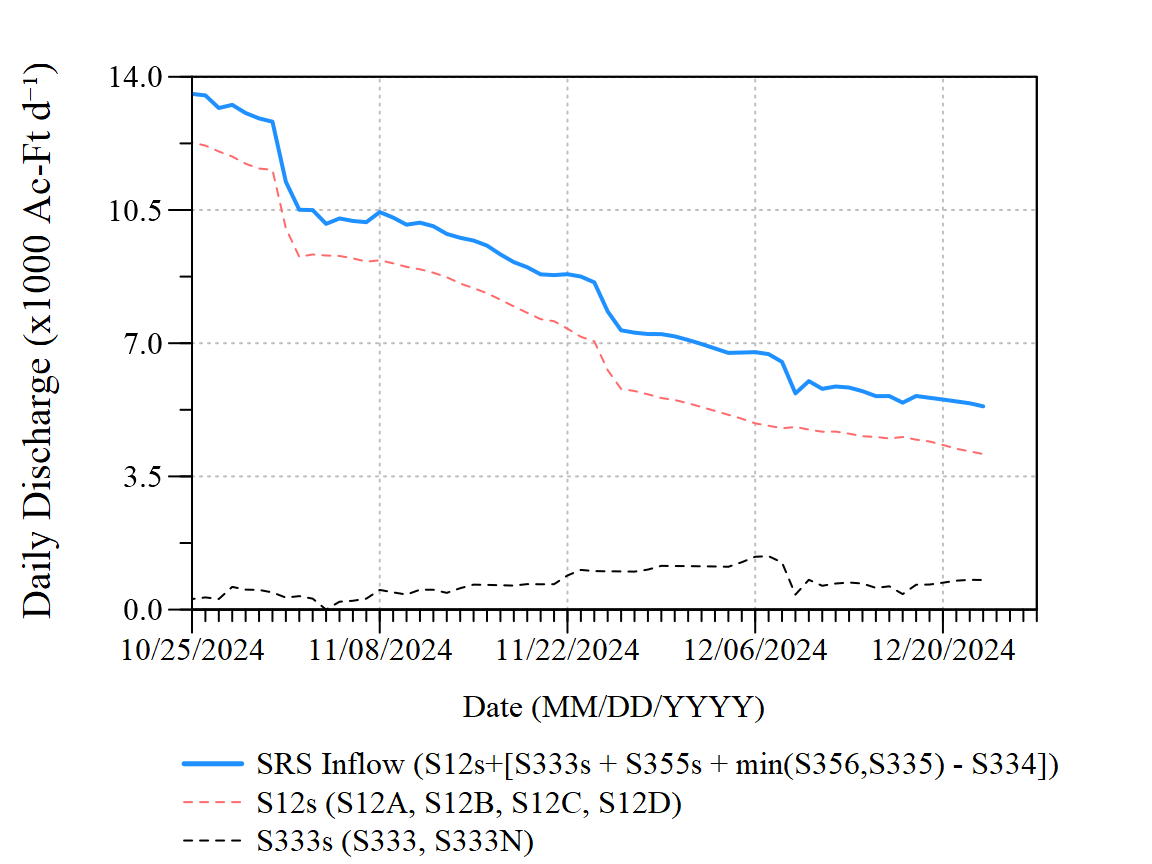 Daily Discharge (x1000 Ac-Ft d⁻¹)
14.0
10.5
7.0
3.5
0.0
10/25/2024 11/08/2024 11/22/2024 12/06/2024 12/20/2024
Date (MM/DD/YYYY)
SRS Inflow (S12s+[S333s + S355s + min(S356,S335) - S334])
S12s (S12A, S12B, S12C, S12D)
S333s (S333, S333N)